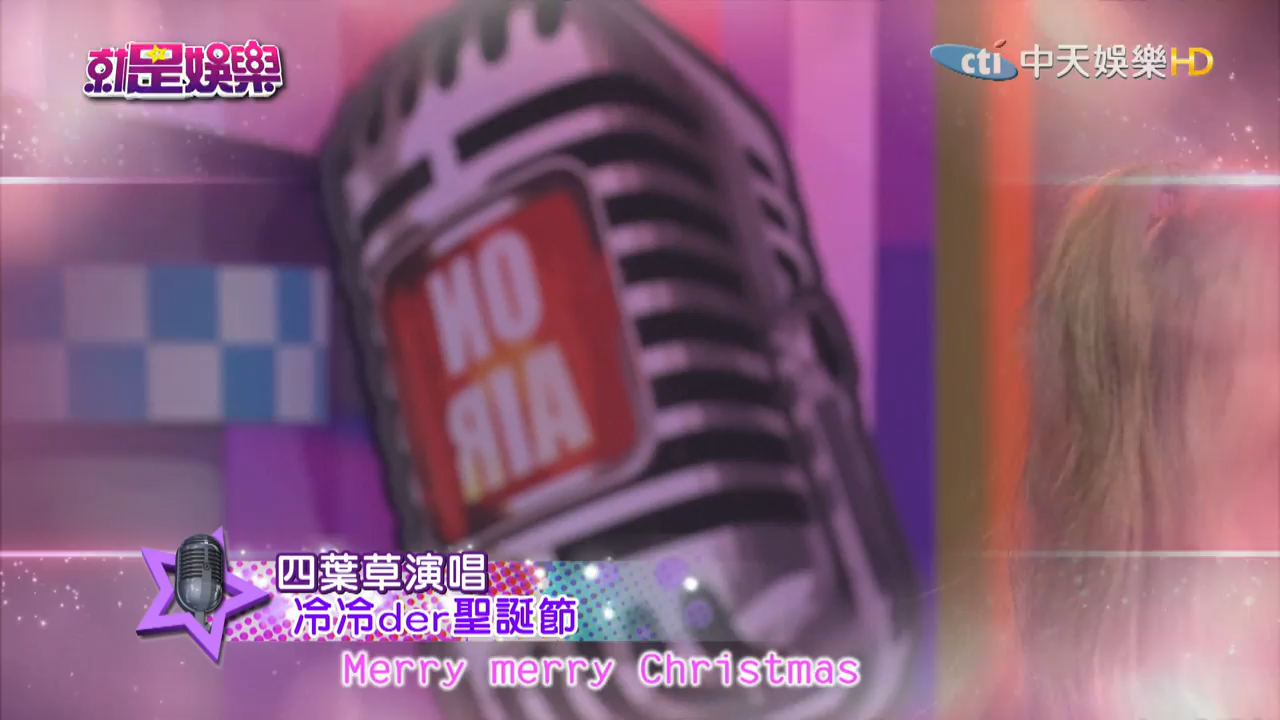 就是娛樂
cti 中天娛樂HD
ON
AIR
四葉草演唱
冷冷der聖誕節
Merry merry Christmas